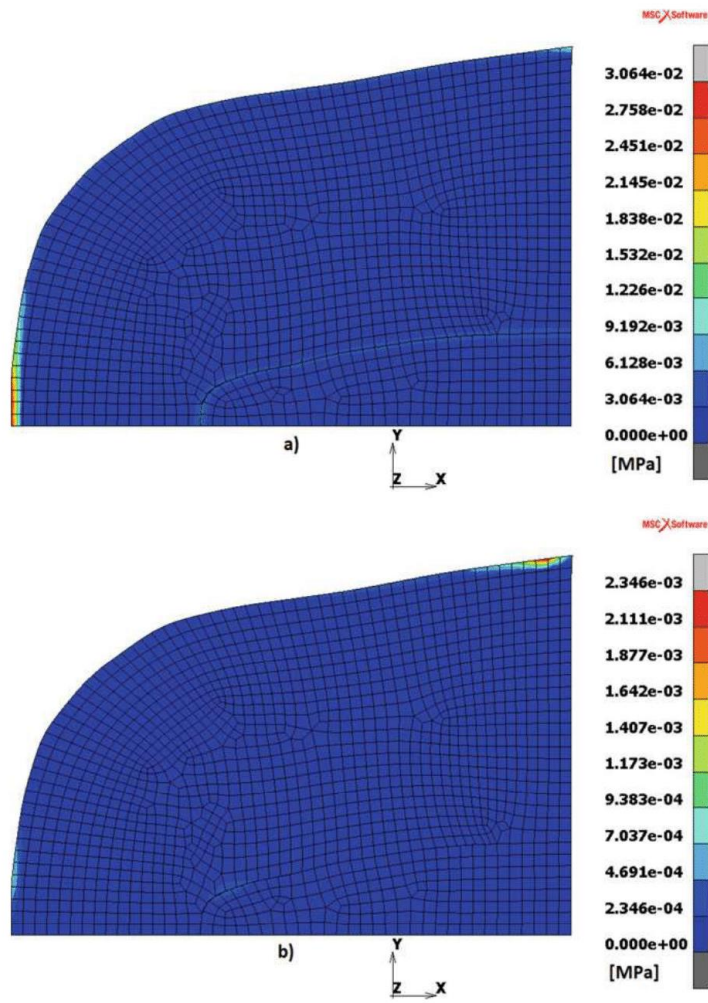 MSC Software
3.064e-02
2.758e-02
2.451e-02
2.145e-02
1.838e-02
1.532e-02
1.226e-02
9.192e-03
6.128e-03
3.064e-03
0.000e+00
[MPa]
a)
Y
Z X
MSC Software
2.346e-03
2.111e-03
1.877e-03
1.642e-03
1.407e-03
1.173e-03
9.383e-04
7.037e-04
4.691e-04
2.346e-04
0.000e+00
[MPa]
b)
Y
Z X